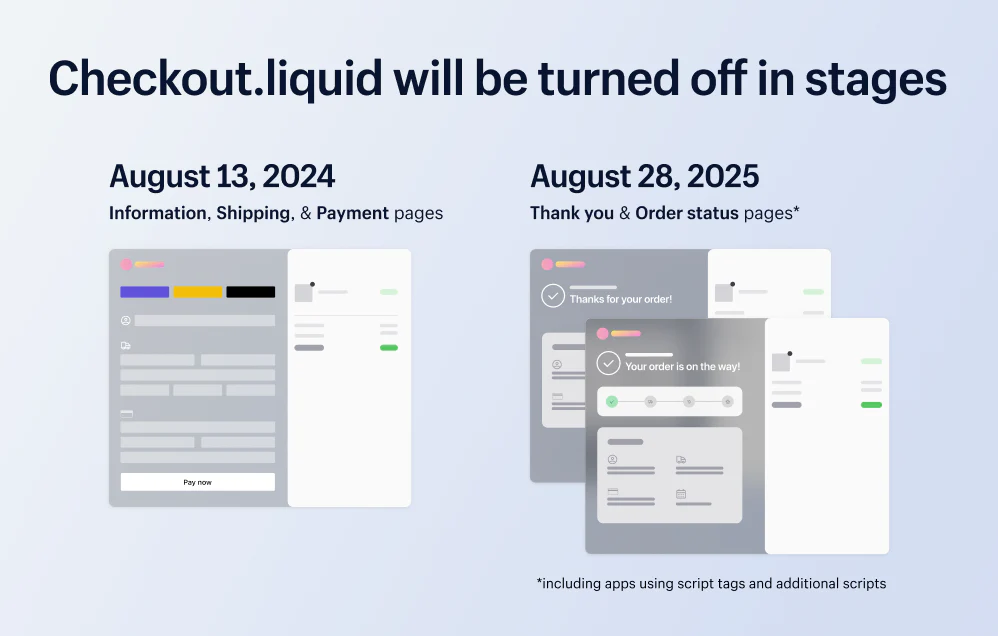 Checkout.liquid will be turned off in stages
August 13, 2024
Information, Shipping, & Payment pages
Pay now
August 28, 2025
Thank you & Order status pages*
Thanks for your order!
Your order is on the way!
*including apps using script tags and additional scripts